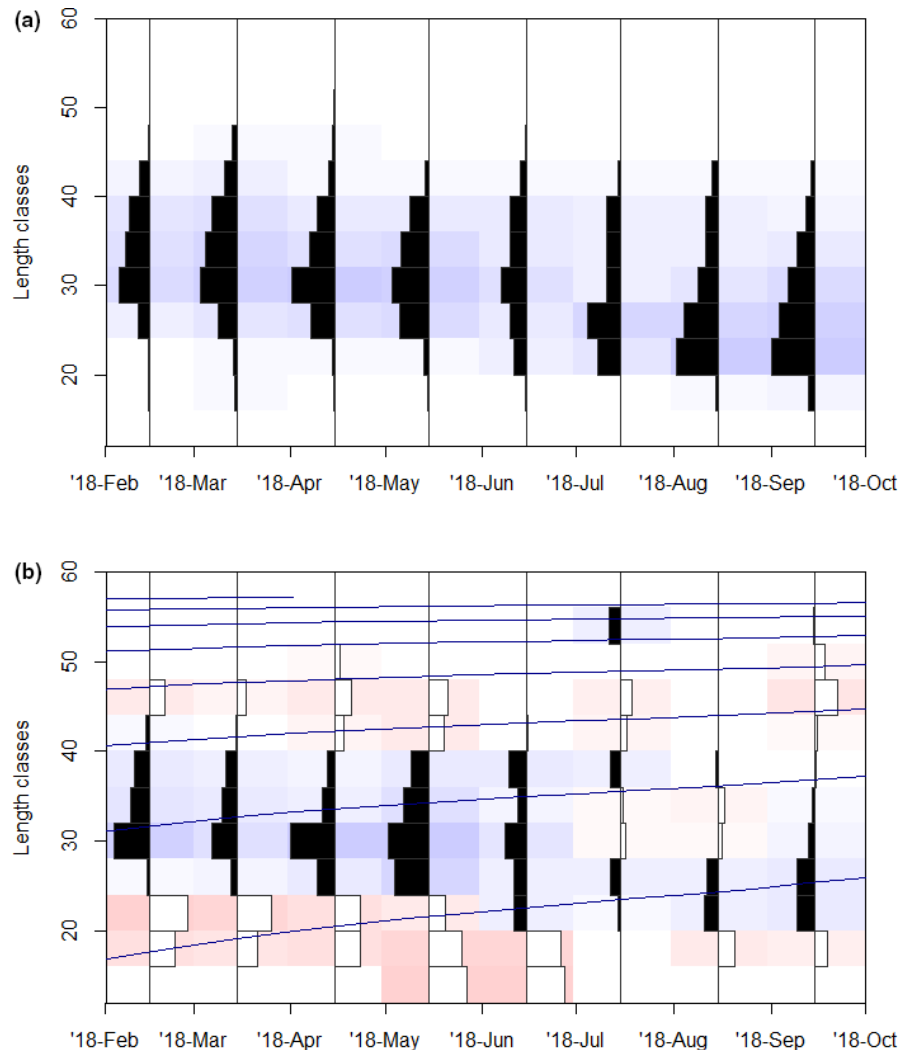 (a)
60
50
40
30
20
Length classes
'18-Feb '18-Mar '18-Apr '18-May '18-Jun '18-Jul '18-Aug '18-Sep '18-Oct
(b)
60
50
40
30
20
Length classes
'18-Feb '18-Mar '18-Apr '18-May '18-Jun '18-Jul '18-Aug '18-Sep '18-Oct